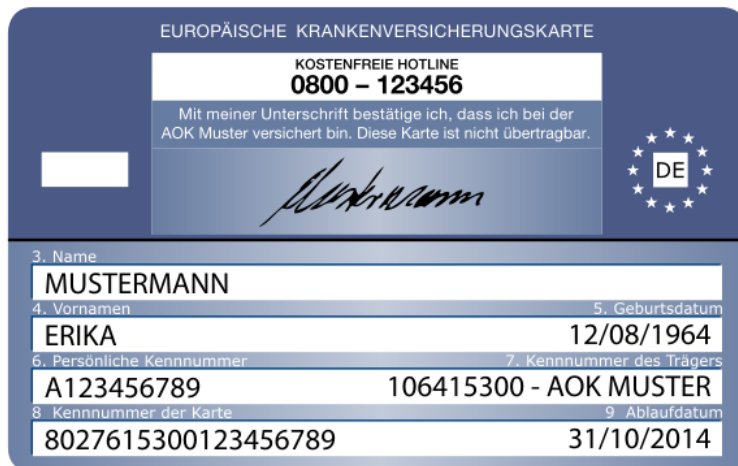 EUROPÄISCHE KRANKENVERSICHERUNGSKARTE
KOSTENFREIE HOTLINE
0800 – 123456
Mit meiner Unterschrift bestätige ich, dass ich bei der
AOK Muster versichert bin. Diese Karte ist nicht übertragbar.
DE
Mustermann
3. Name
MUSTERMANN
4. Vornamen 5. Geburtsdatum
ERIKA 12/08/1964
6. Persönliche Kennnummer 7. Kennnummer des Trägers
A123456789 106415300 - AOK MUSTER
8 Kennnummer der Karte 9 Ablaufdatum
8027615300123456789 31/10/2014